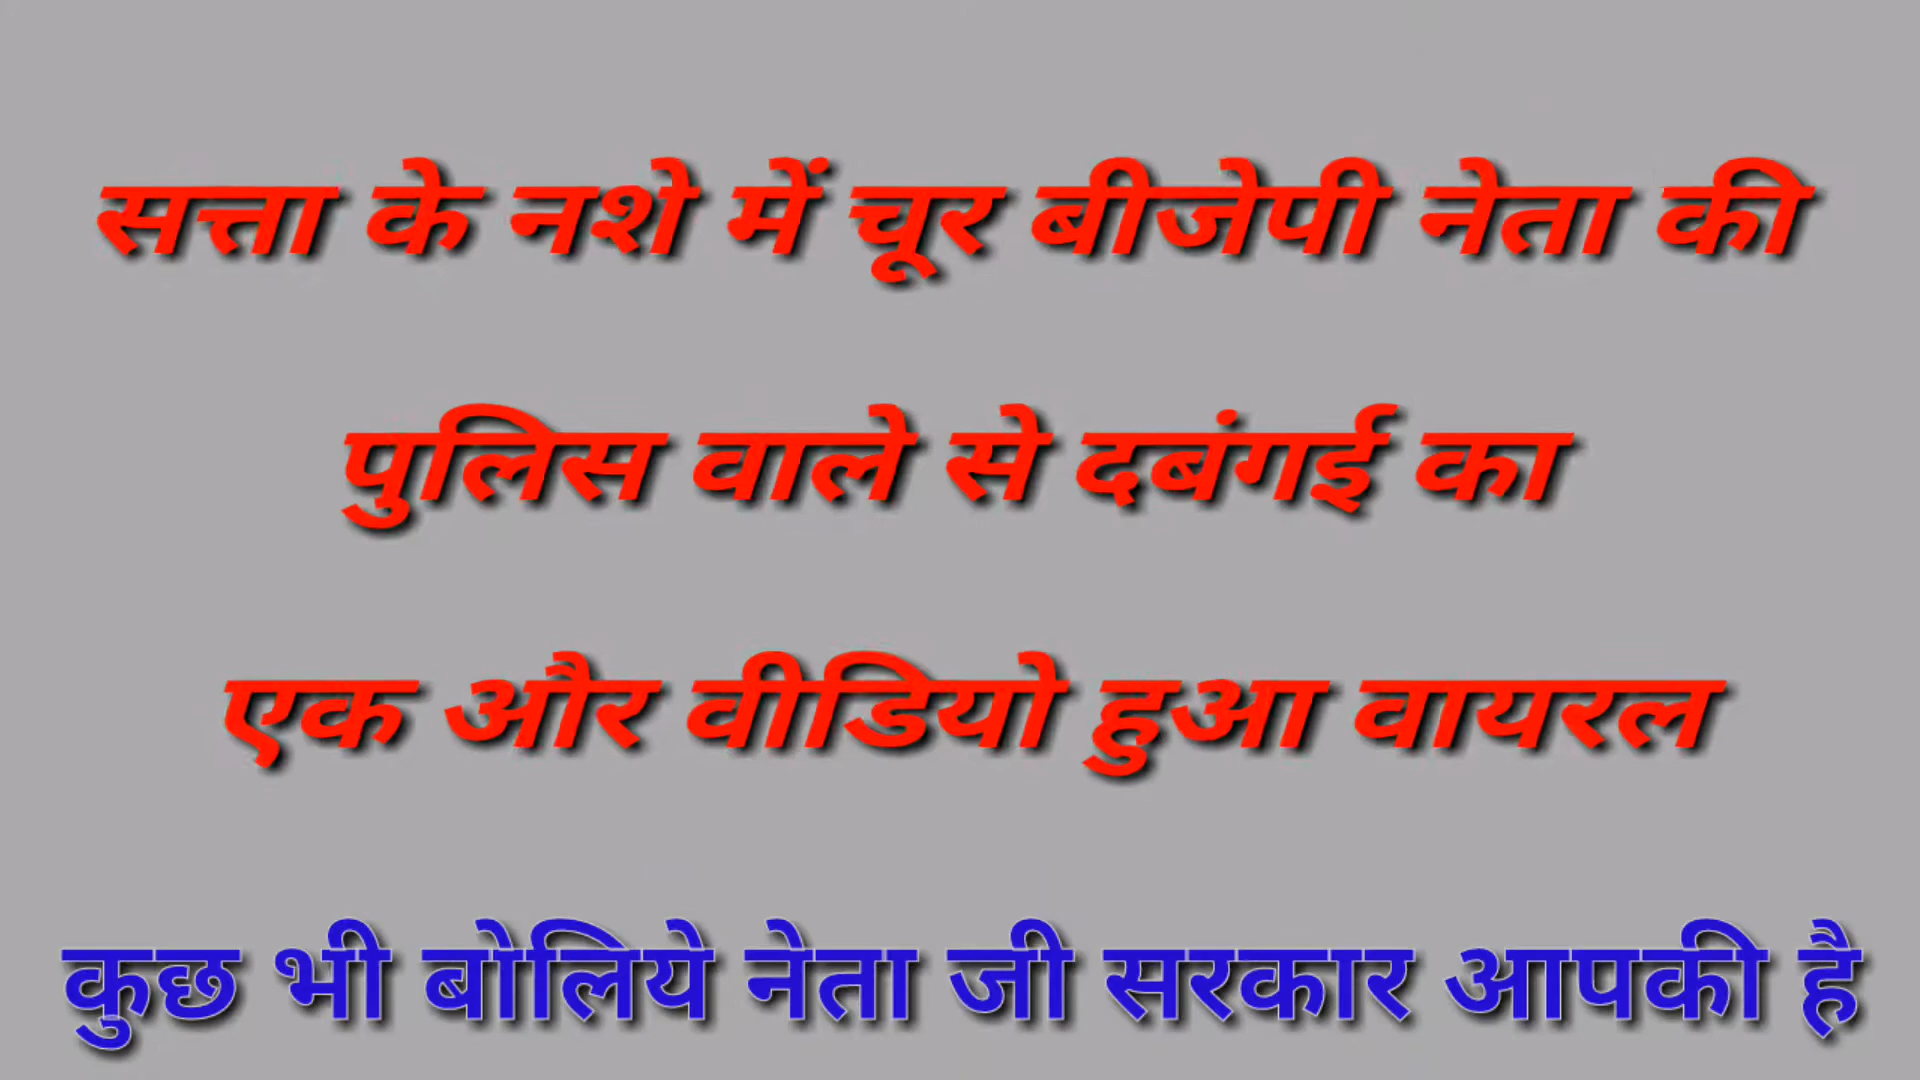 सत्ता के नशे में चूर बीजेपी नेता की
पुलिस वाले से दबंगई का
एक और वीडियो हुआ वायरल
कुछ भी बोलिये नेता जी सरकार आपकी है